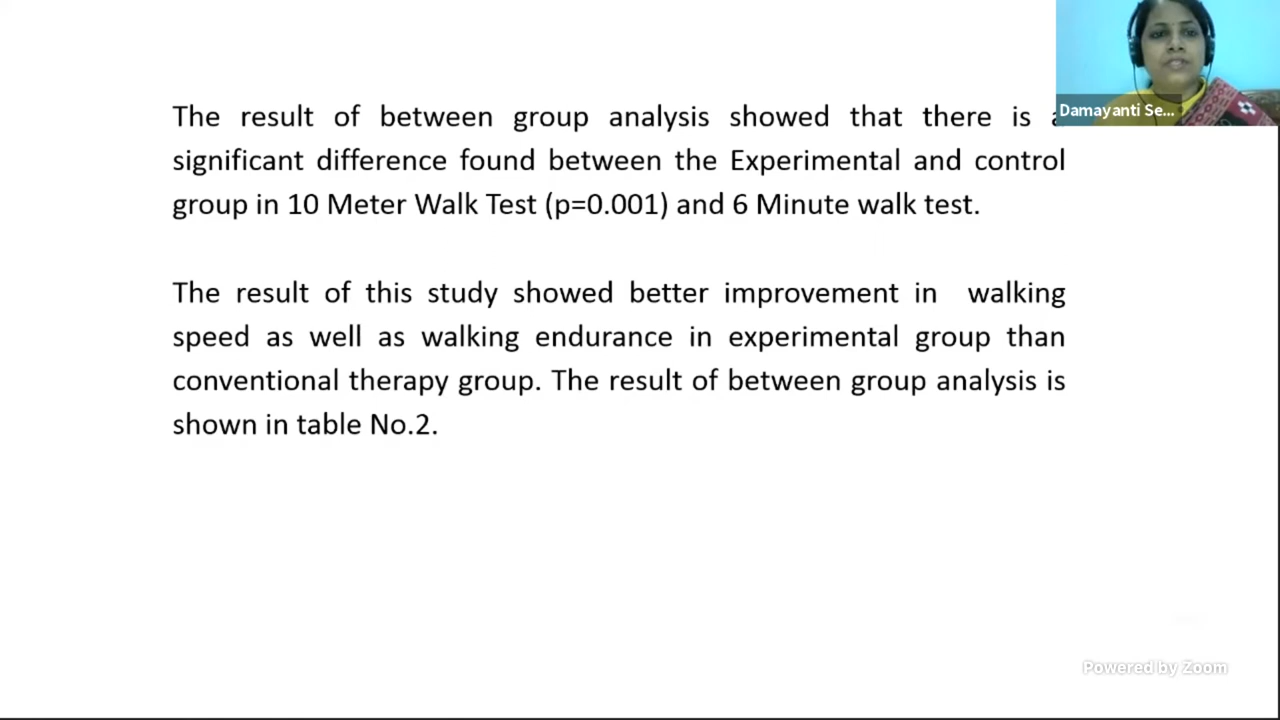 The result of between group analysis showed that there is a
significant difference found between the Experimental and control
group in 10 Meter Walk Test (p=0.001) and 6 Minute walk test.
The result of this study showed better improvement in walking
speed as well as walking endurance in experimental group than
conventional therapy group. The result of between group analysis is
shown in table No.2.
Damayanti Se...
Powered by Zoom